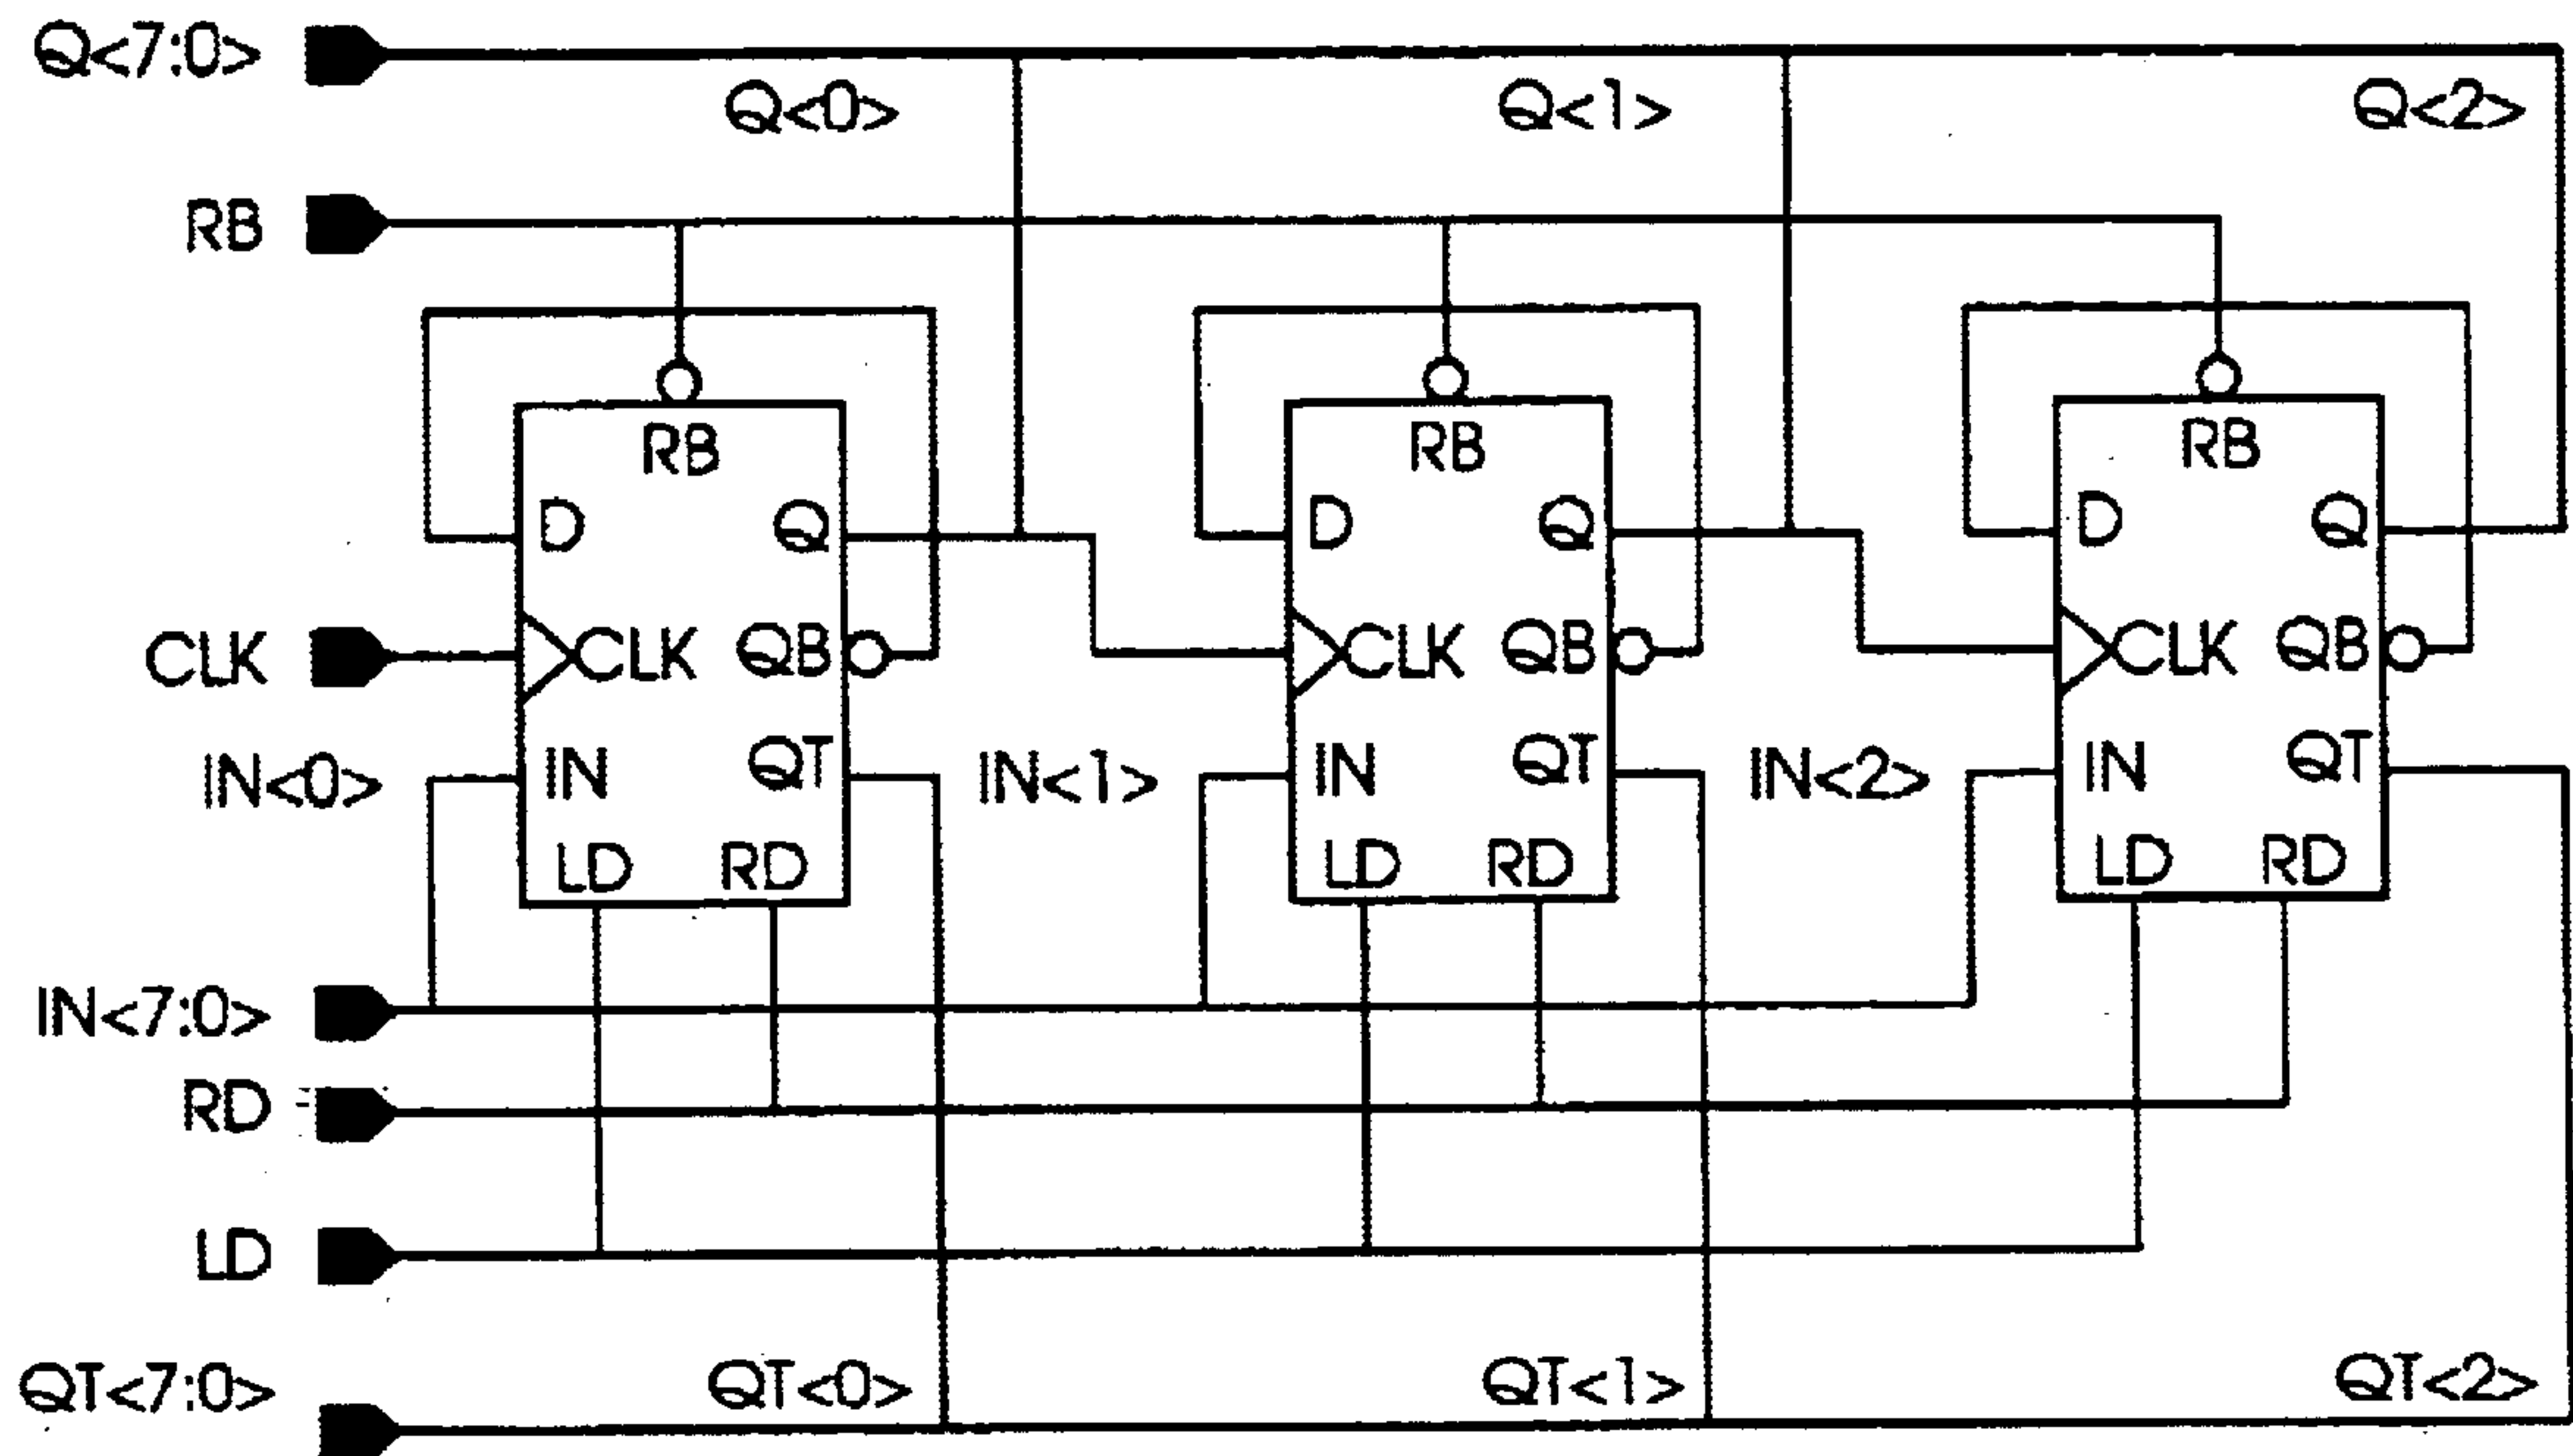 Q<7:0>
Q<0>
Q<1>
Q<2>
RB
RB
RB
RB
D
Q
D
Q
D
Q
CLK
CLK
QB
CLK
QB
CLK
QB
IN<0>
IN
QT
IN<1>
IN
QT
IN<2>
IN
QT
LD
RD
LD
RD
LD
RD
IN<7:0>
RD
LD
QT<7:0>
QT<0>
QT<1>
QT<2>